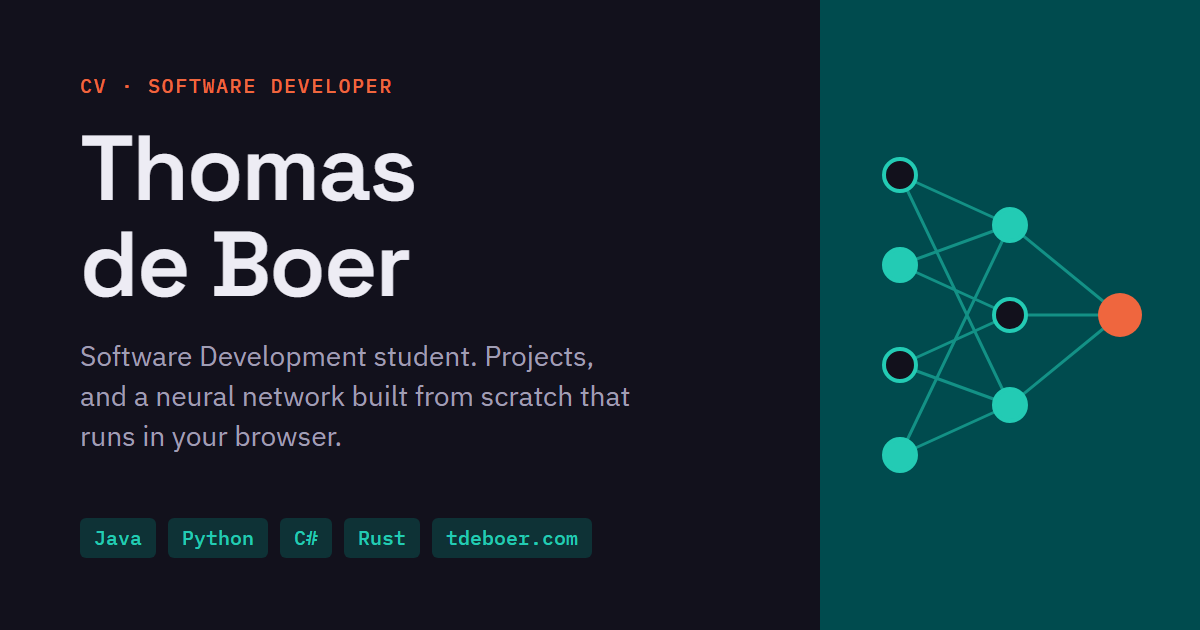 CV · SOFTWARE DEVELOPER
Thomas
de Boer
Software Development student. Projects,
and a neural network built from scratch that
runs in your browser.
Java Python C# Rust tdeboer.com